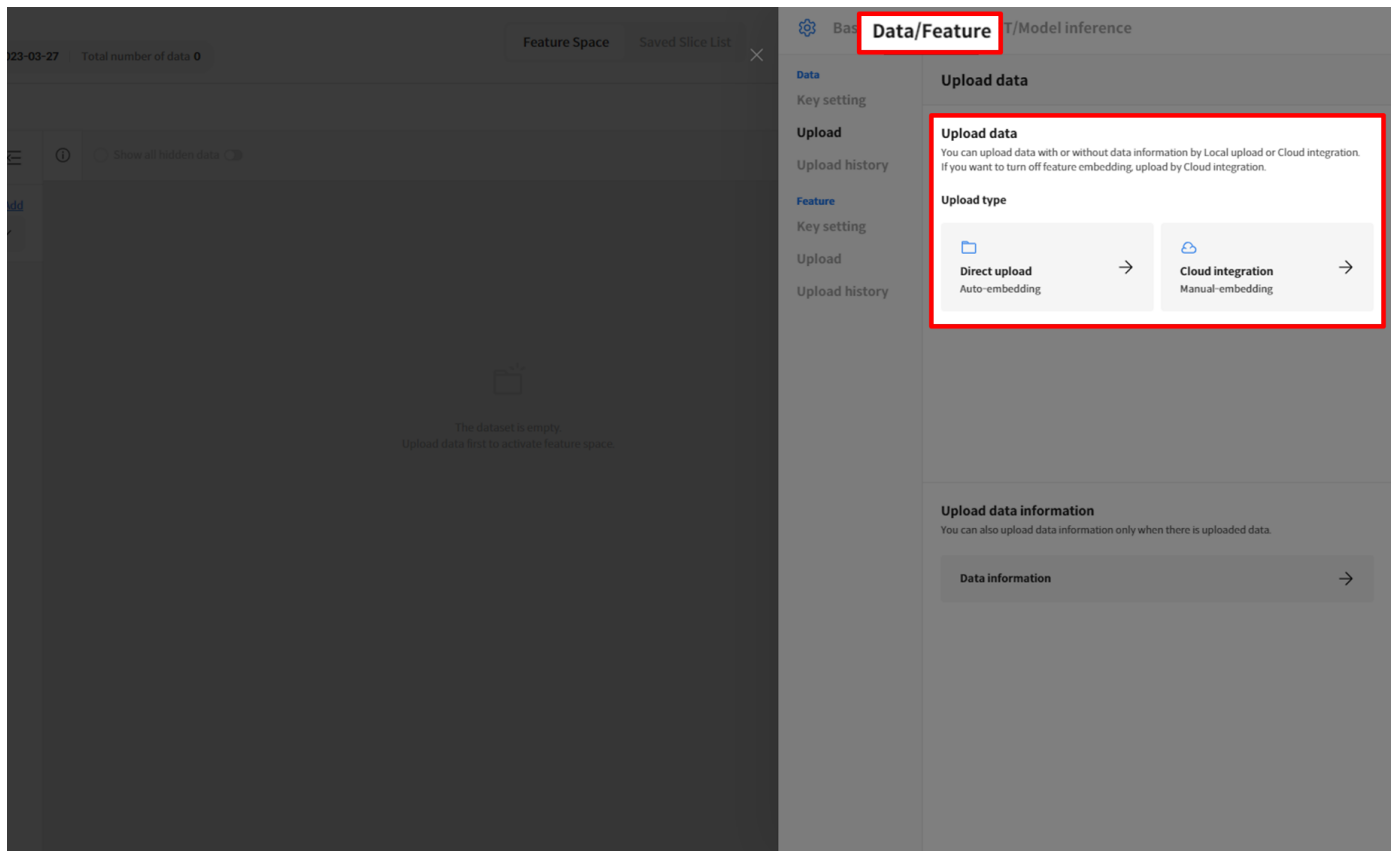 Data/Feature
T/Model inference
Feature Space
Saved Slice List
Total number of data 0
Data
Upload data
Key setting
Upload
Upload history
Feature
Key setting
Upload
Upload history
Upload data
You can upload data with or without data information by Local upload or Cloud integration.
If you want to turn off feature embedding, upload by Cloud integration.
Upload type
Direct upload
Auto-embedding
Cloud integration
Manual-embedding
Show all hidden data
The dataset is empty.
Upload data first to activate feature space.
Upload data information
You can also upload data information only when there is uploaded data.
Data information